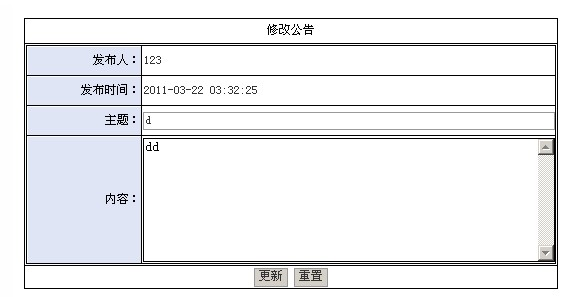 修改公告
发布人：123
发布时间：2011-03-22 03:32:25
主题：d
内容：dd
更新 重置